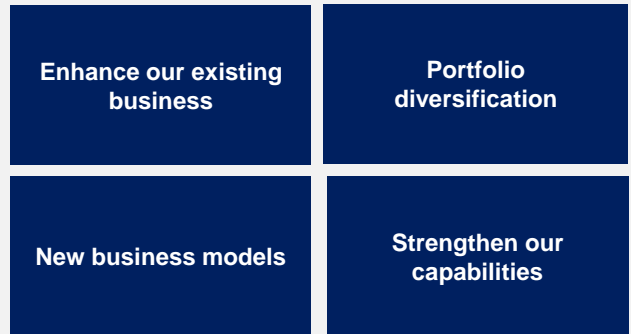 Enhance our existing
business
Portfolio
diversification
New business models
Strengthen our
capabilities